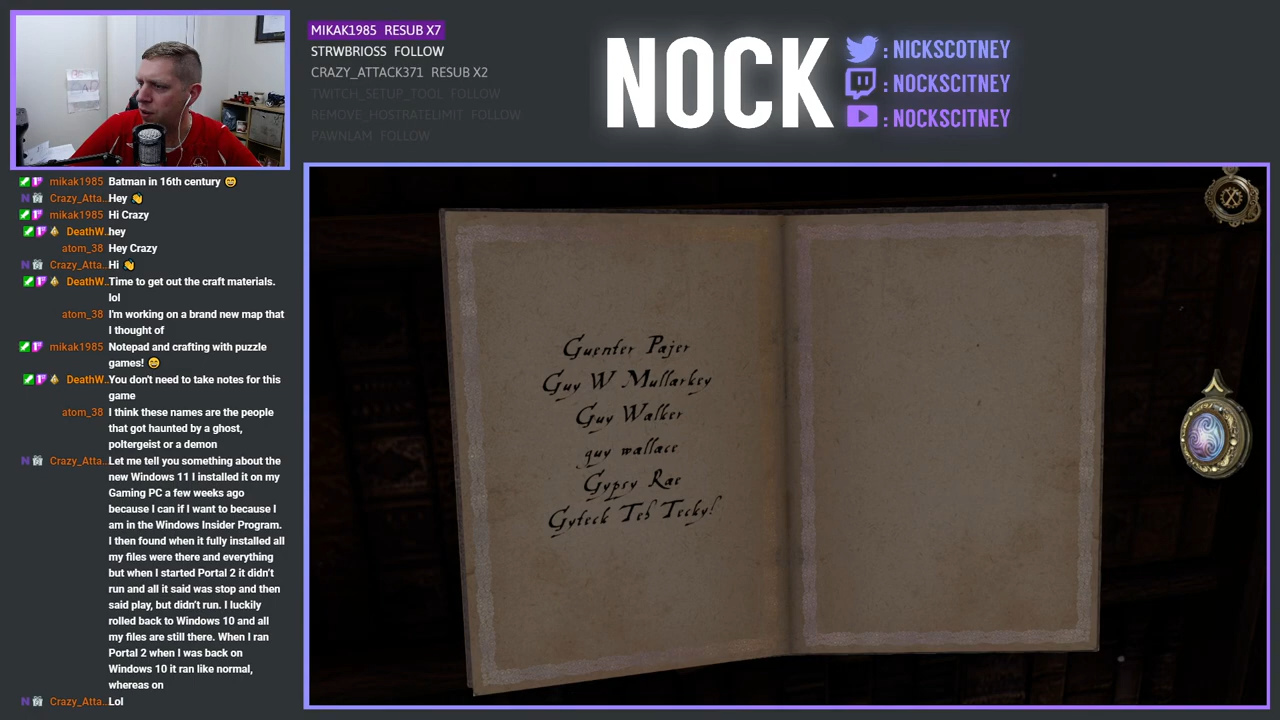 MIKAK1985 RESUB X7
STRWBRIOSS FOLLOW
CRAZY_ATTACK371 RESUB X2
TWITCH_SETUP_TOOL FOLLOW
REMOVE_HOSTRATELIMIT FOLLOW
PAWNLAM FOLLOW
NOCK
: NICKSCOTNEY
: NOCKSCITNEY
: NOCKSCITNEY
mikak1985 Batman in 16th century 😄
Crazy_Atta.. Hey 👋
mikak1985 Hi Crazy
DeathW.. hey
atom_38 Hey Crazy
Crazy_Atta.. Hi 👋
DeathW.. Time to get out the craft materials.
lol
atom_38 I'm working on a brand new map that
I thought of
mikak1985 Notepad and crafting with puzzle
games! 😄
DeathW.. You don't need to take notes for this
game
atom_38 I think these names are the people
that got haunted by a ghost,
poltergeist or a demon
Crazy_Atta.. Let me tell you something about the
new Windows 11 I installed it on my
Gaming PC a few weeks ago
because I can if I want to because I
am in the Windows Insider Program.
I then found when it fully installed all
my files were there and everything
but when I started Portal 2 it didn't
run and all it said was stop and then
said play, but didn't run. I luckily
rolled back to Windows 10 and all
my files are still there. When I ran
Portal 2 when I was back on
Windows 10 it ran like normal,
whereas on
Crazy_Atta.. Lol
Guenter Pajer
Guy W Mullarkey
Guy Walker
guy wallace
Gypsy Rae
Gyteck Teh Tecky!